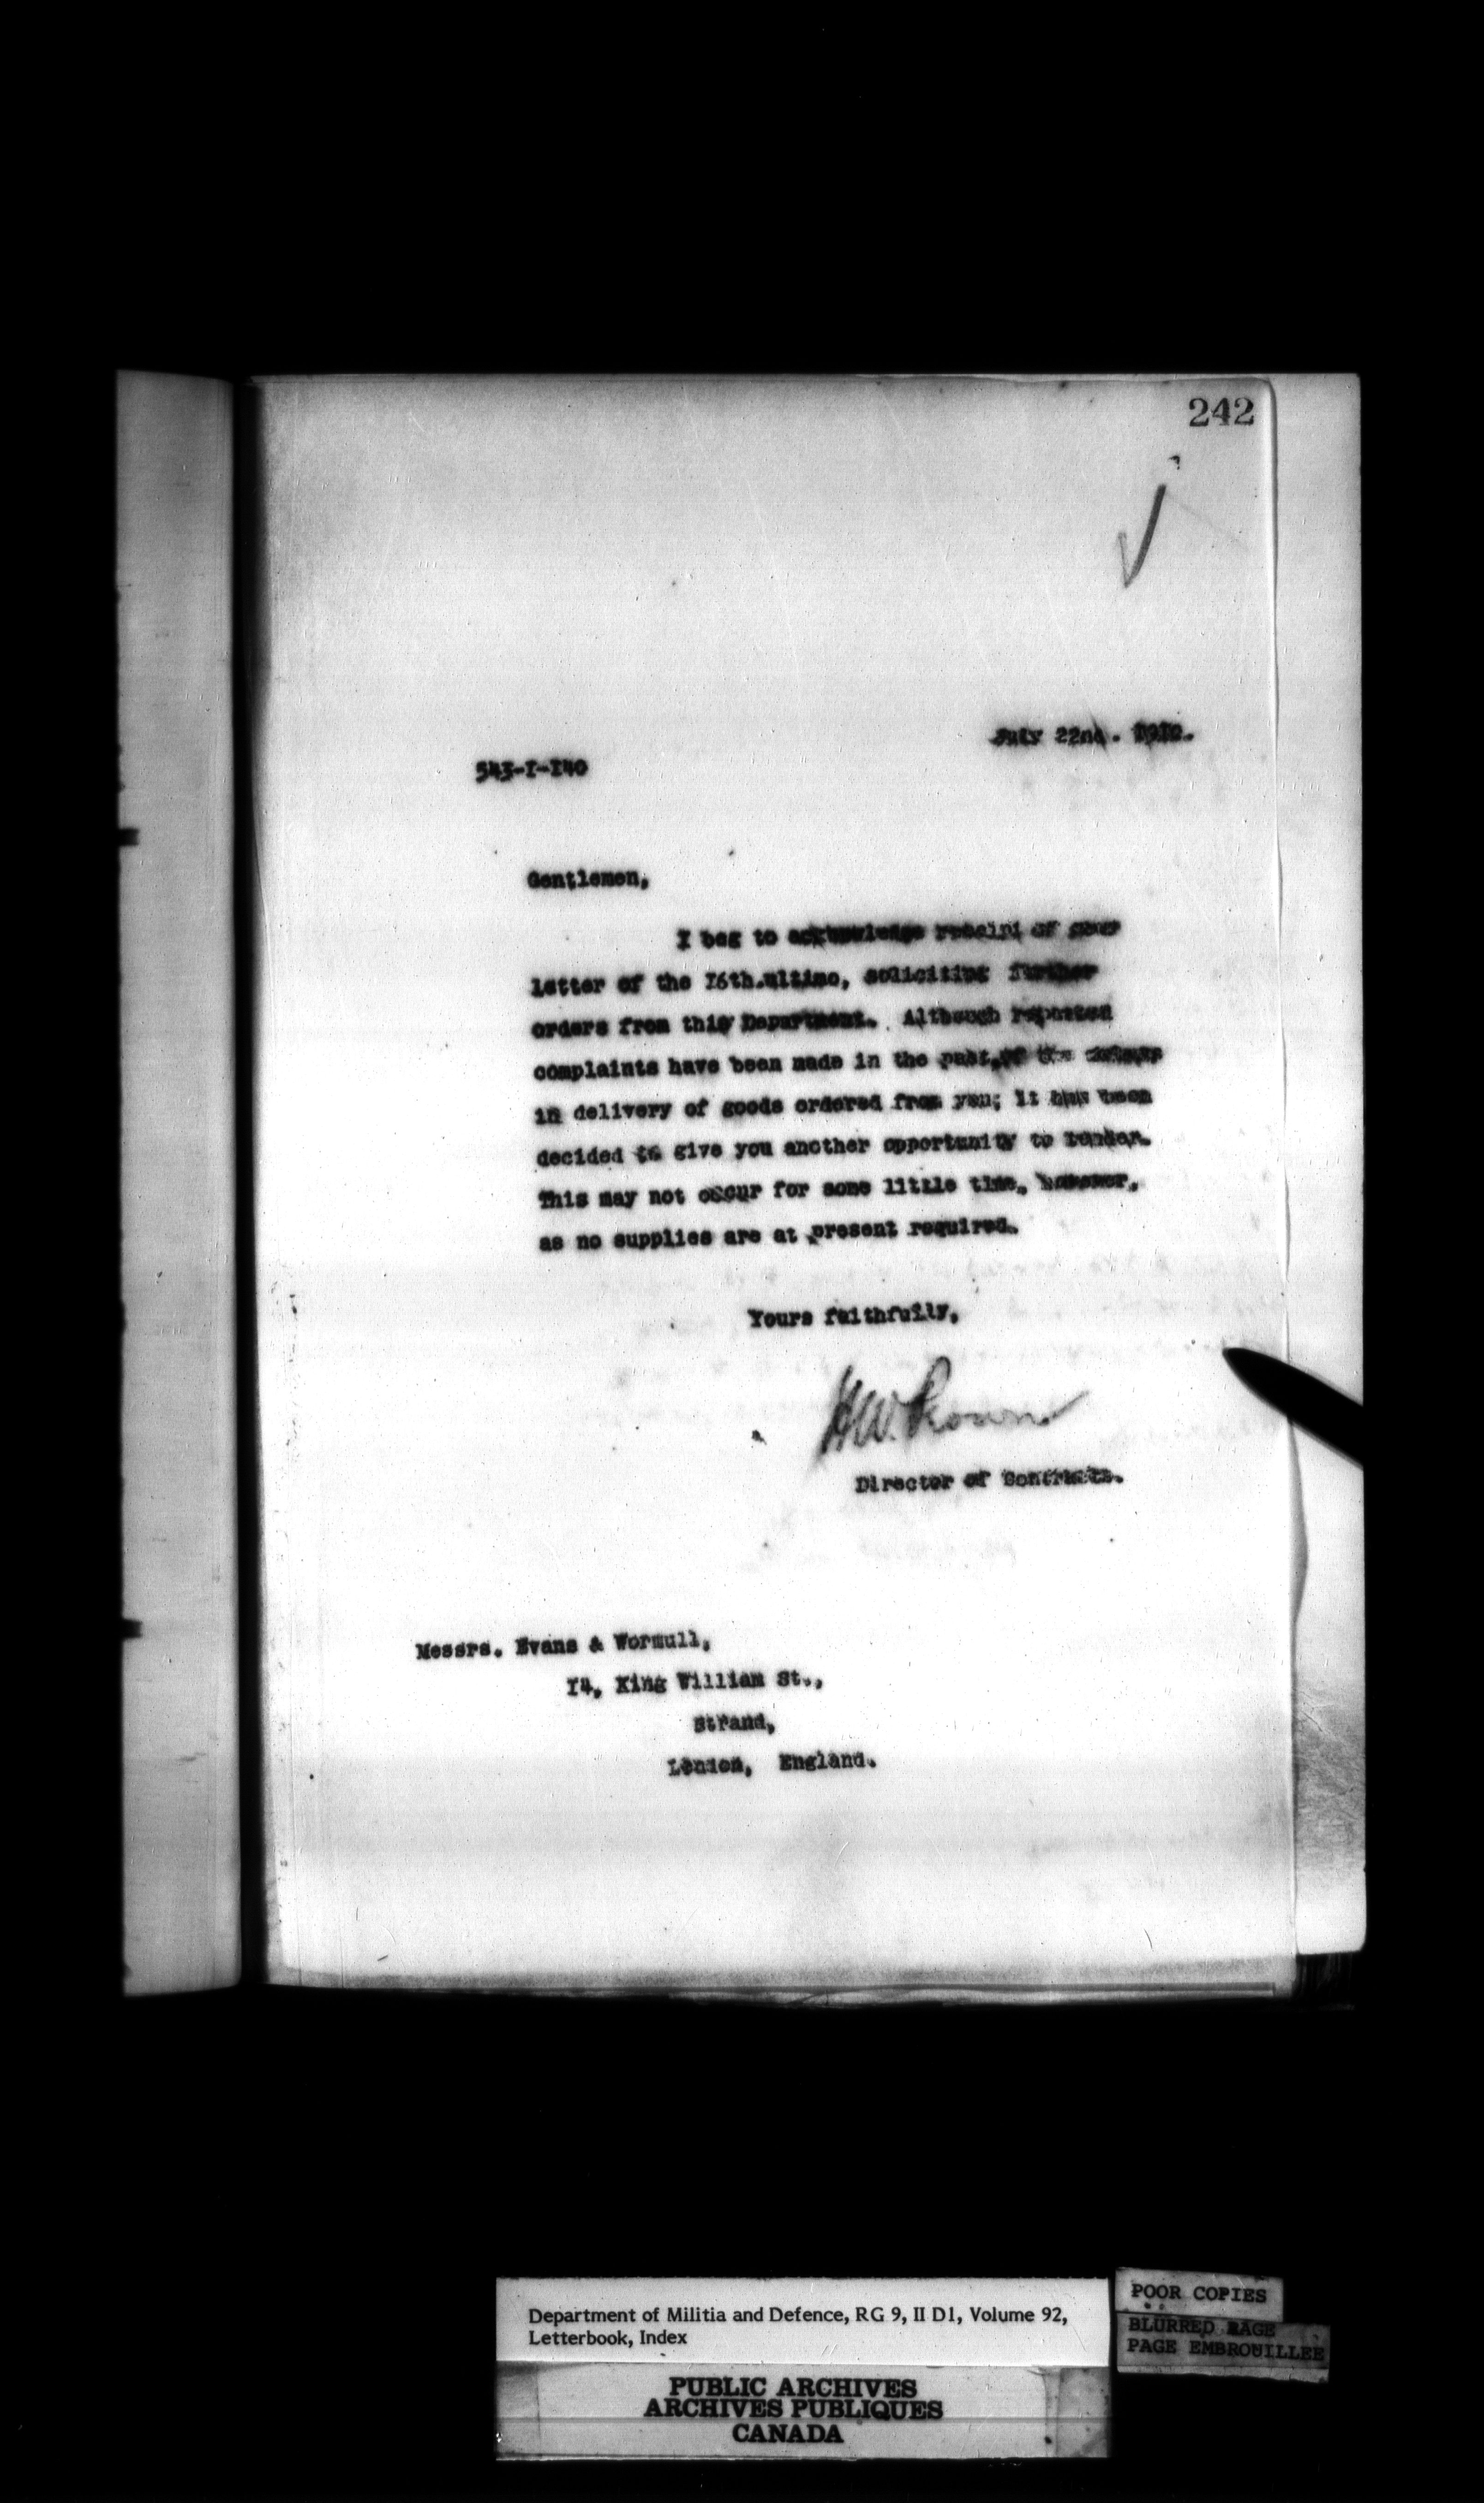 242
July 22nd. 1912.
543-I-I40
Gentlemen,
I beg to acknowledge receipt of your
letter of the I6th.ultimo, soliciting further
orders from this Department. Although repeated
complaints have been made in the past, of the delays
in delivery of goods ordered from you; it has been
decided to give you another opportunity to tender.
This may not occur for some little time, however,
as no supplies are at present required.
Yours faithfully,
H.W. Brown
Director of Contracts.
Messrs. Evans & Wormull,
I4, King William St.,
Strand,
London, England.
Department of Militia and Defence, RG 9, II D1, Volume 92,
Letterbook, Index
POOR COPIES
BLURRED PAGE
PAGE EMBROUILLEE
PUBLIC ARCHIVES
ARCHIVES PUBLIQUES
CANADA